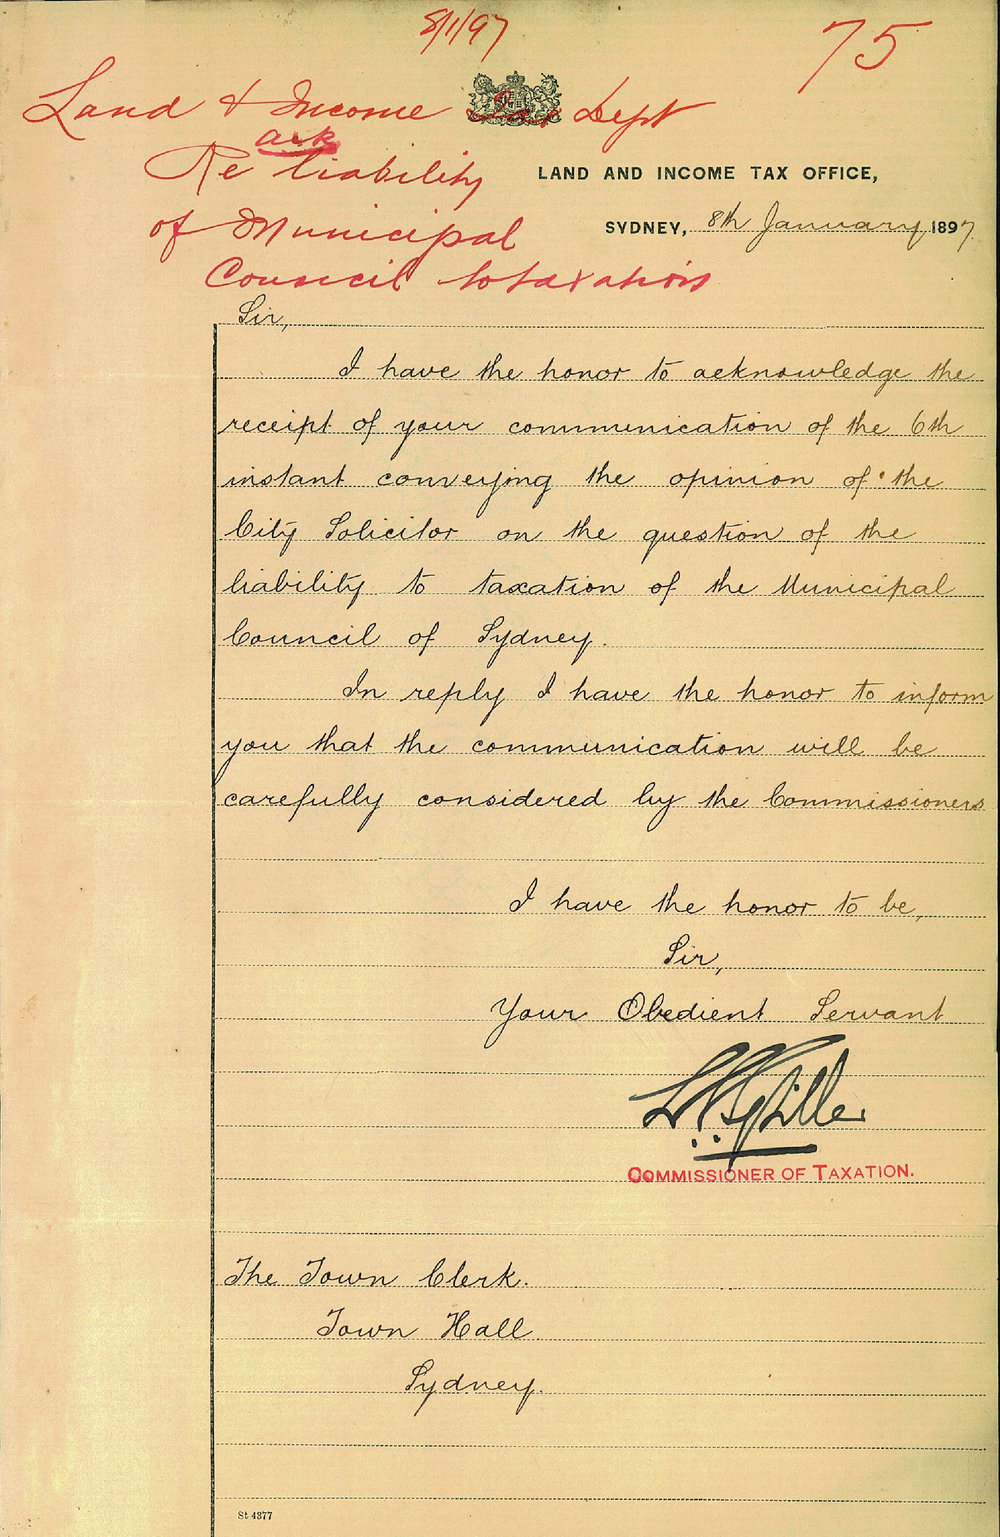 8/1/97
75
Land & Income Tax Dept
ack
Re liability
of Municipal
Council to taxation
LAND AND INCOME TAX OFFICE,
SYDNEY, 8th January 1897.
Sir,
I have the honor to acknowledge the
receipt of your communication of the 6th
instant conveying the opinion of the
City Solicitor on the question of the
liability to taxation of the Municipal
Council of Sydney.
In reply I have the honor to inform
you that the communication will be
carefully considered by the Commissioners
I have the honor to be,
Sir,
Your Obedient Servant
COMMISSIONER OF TAXATION.
The Town Clerk.
Town Hall.
Sydney.
St 4377